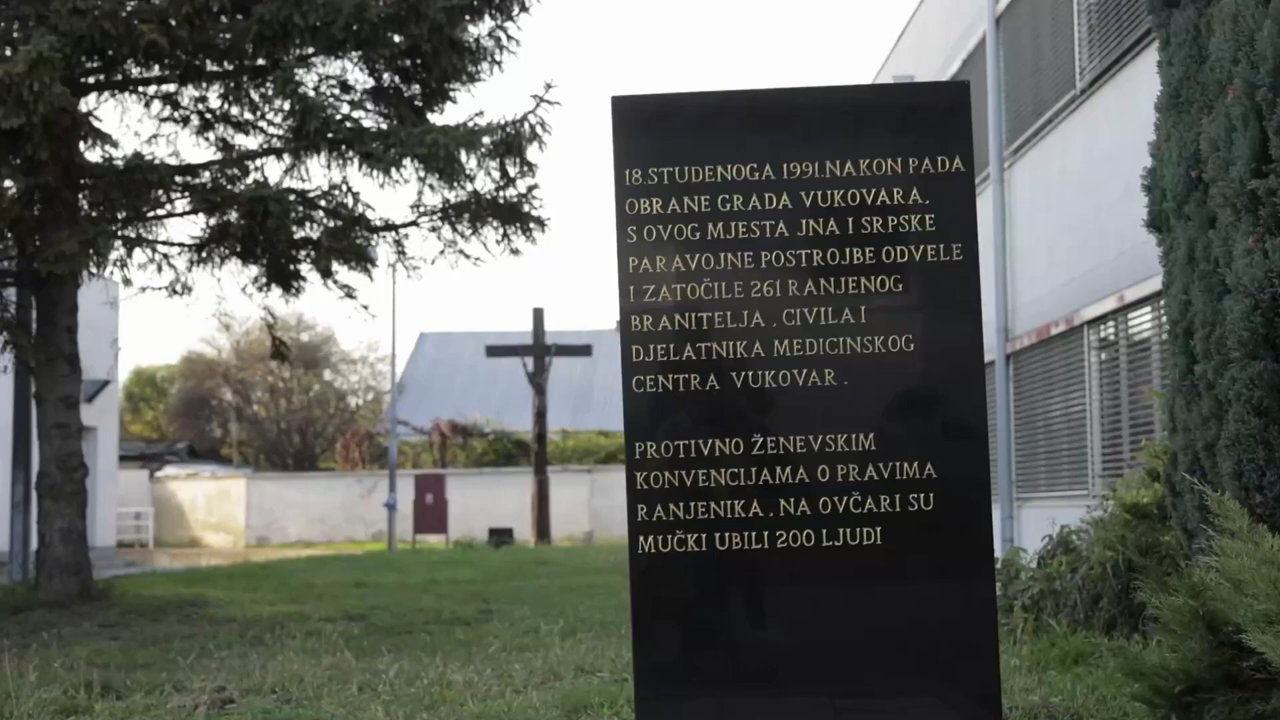 18.STUDENOGA 1991.NAKON PADA
OBRANE GRADA VUKOVARA,
S OVOG MJESTA JNA I SRPSKE
PARAVOJNE POSTROJBE ODVELE
I ZATOČILE 261 RANJENOG
BRANITELJA , CIVILA I
DJELATNIKA MEDICINSKOG
CENTRA VUKOVAR .
PROTIVNO ŽENEVSKIM
KONVENCIJAMA O PRAVIMA
RANJENIKA , NA OVČARI SU
MUČKI UBILI 200 LJUDI